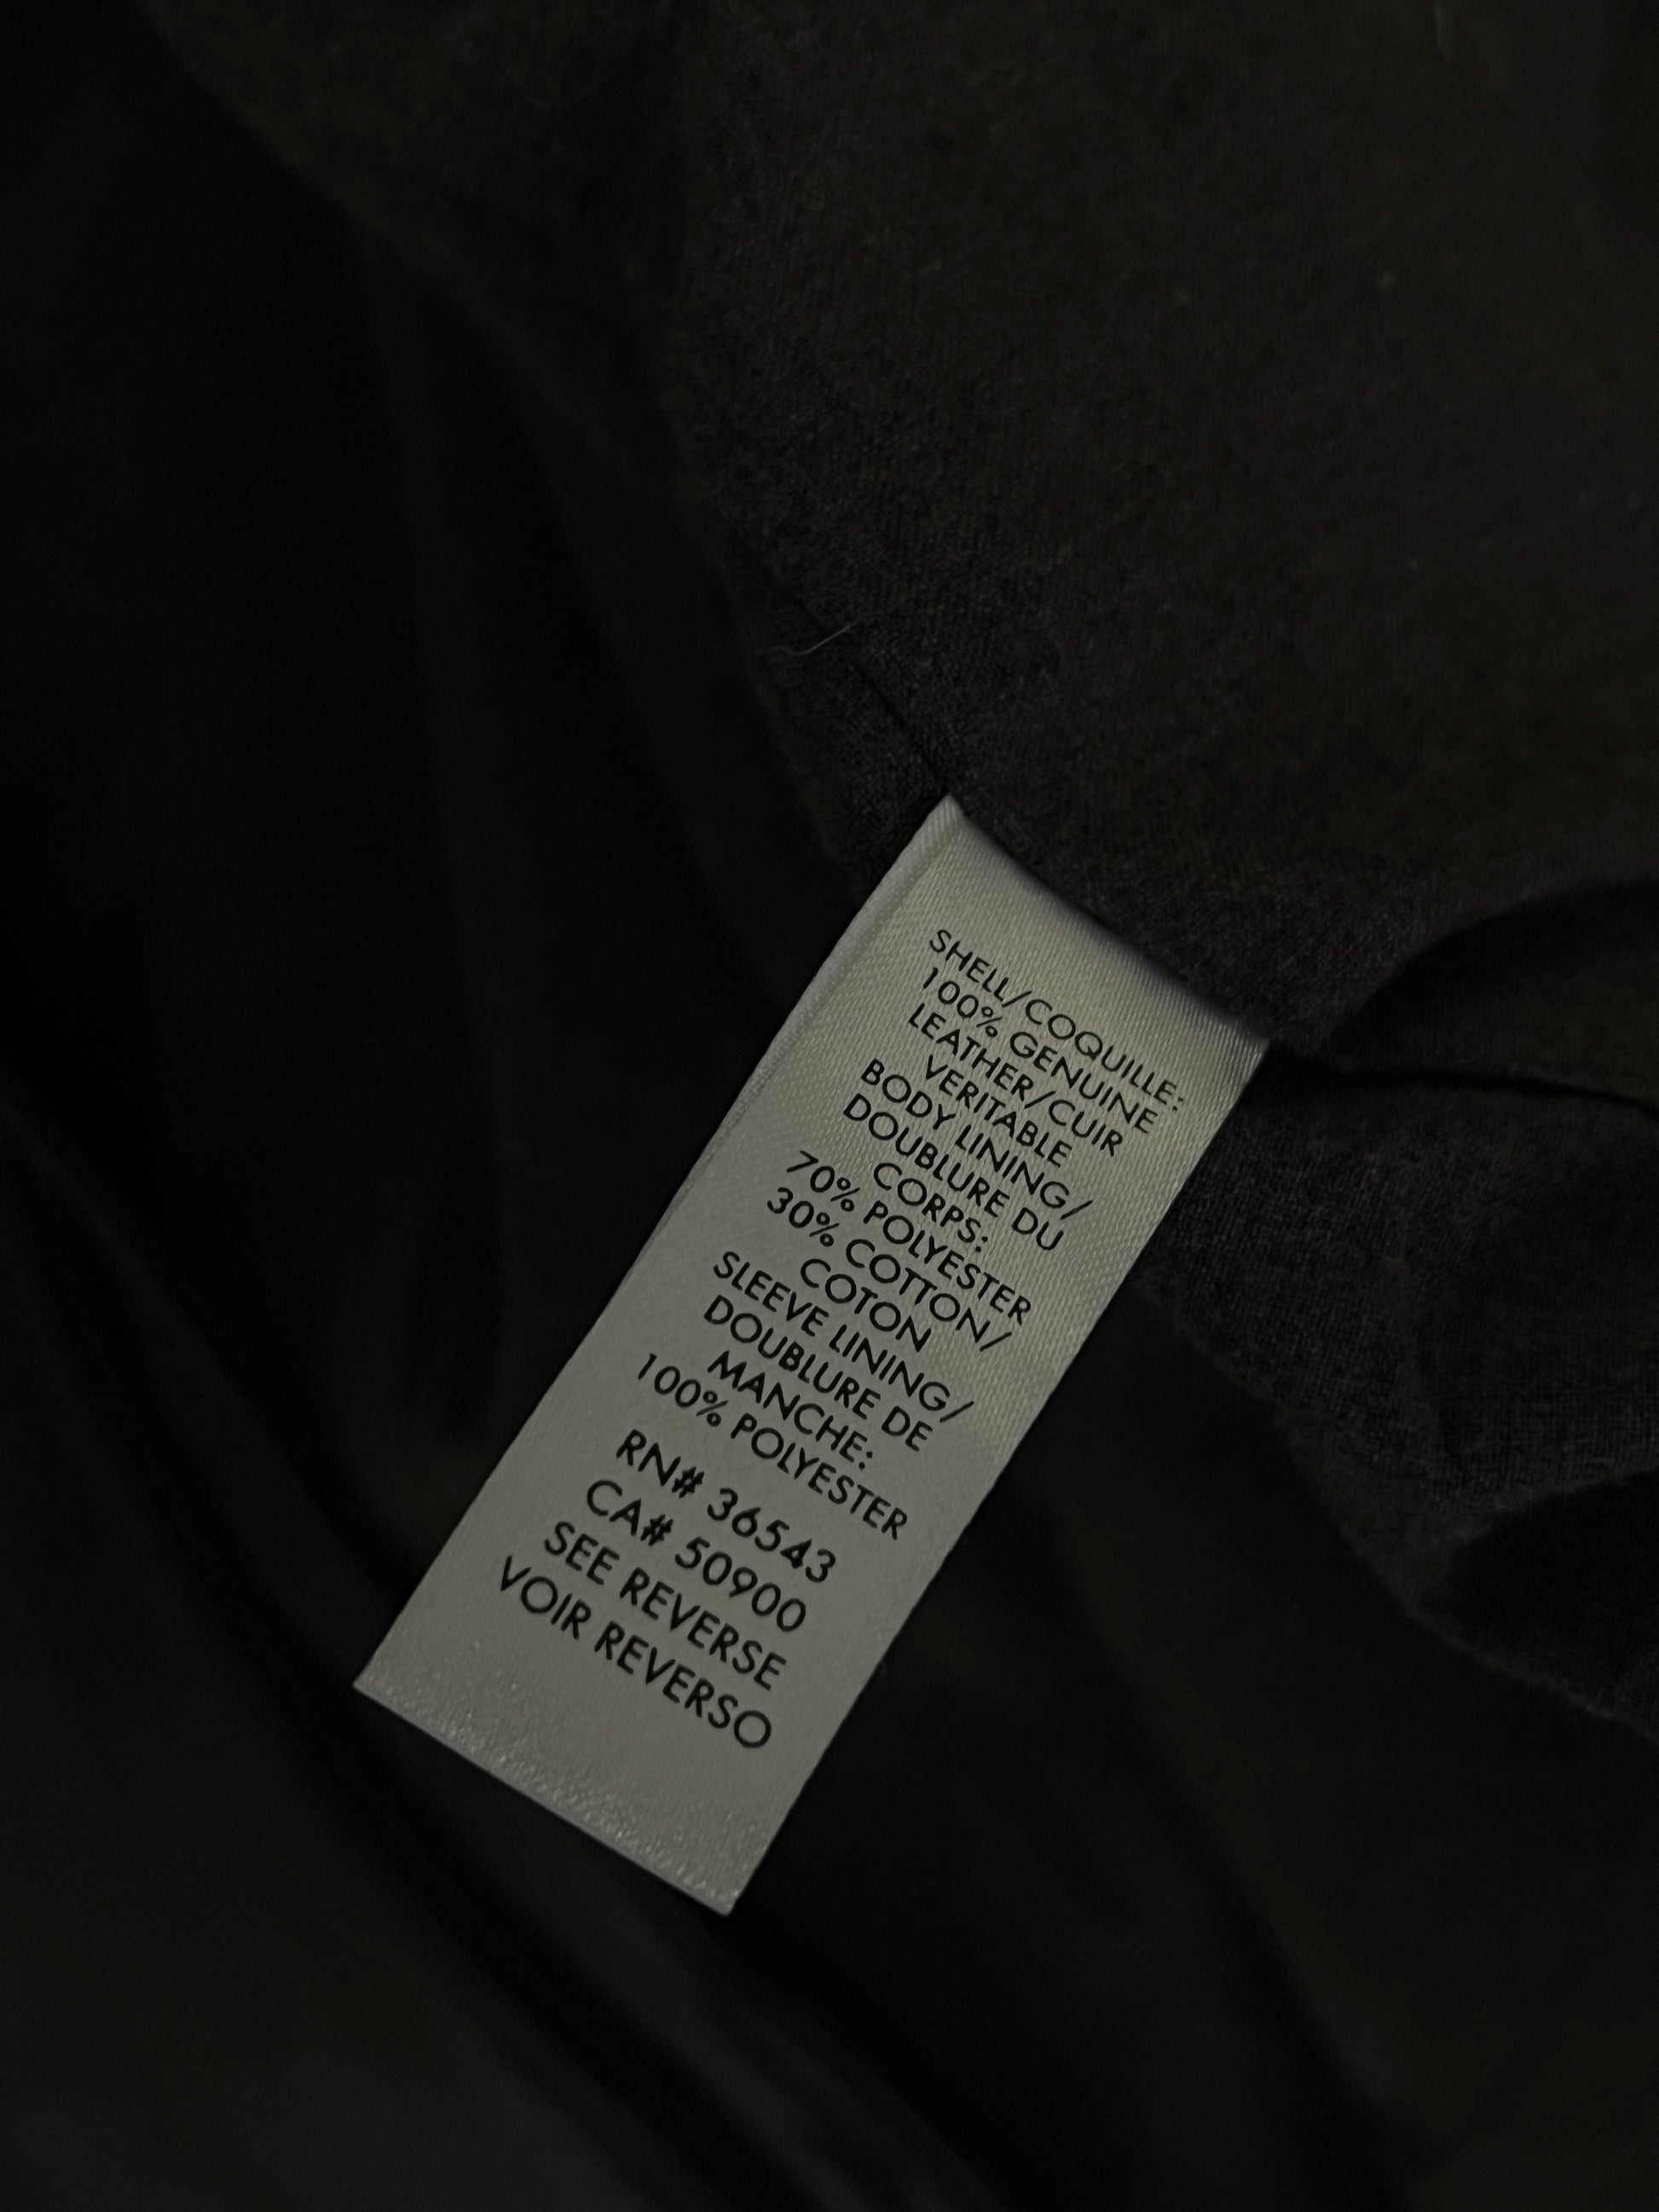 SHELL/COQUILLE:
100% GENUINE
LEATHER/CUIR
VERITABLE
BODY LINING/
DOUBLURE DU
CORPS:
70% POLYESTER
30% COTTON/
COTON
SLEEVE LINING/
DOUBLURE DE
MANCHE:
100% POLYESTER
RN# 36543
CA# 50900
SEE REVERSE
VOIR REVERSO